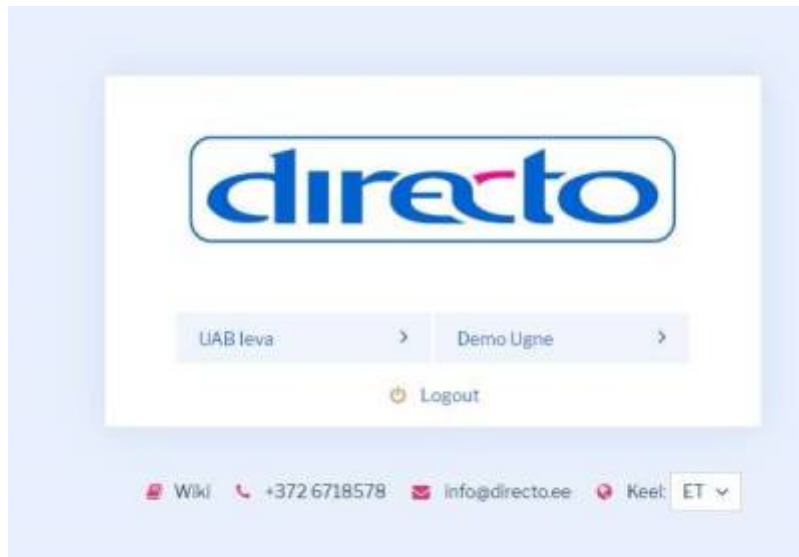 directo
UAB Ieva Demo Ugne
Logout
Wiki +372 6718578 info@directo.ee Keel: ET